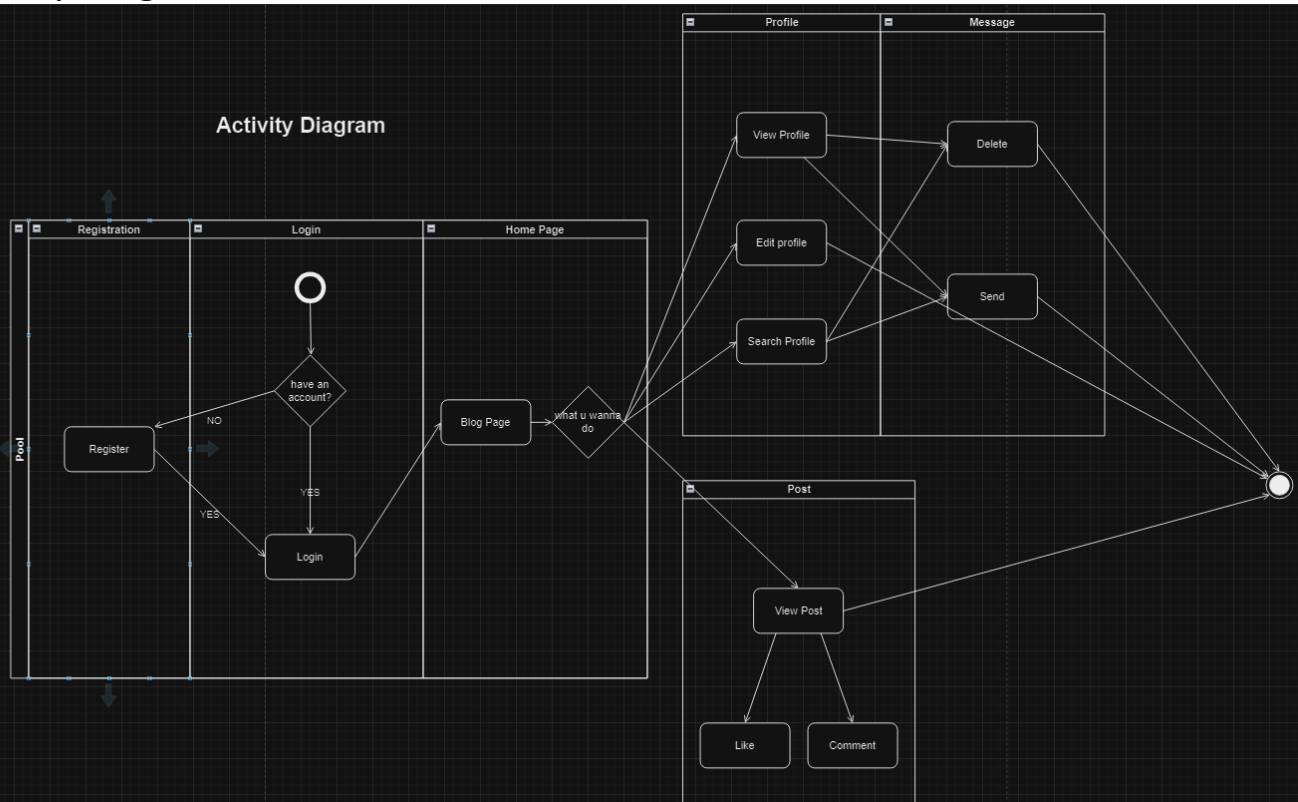 Profile
Message
Activity Diagram
View Profile
Delete
Registration
Login
Home Page
Edit profile
Send
Search Profile
have an
account?
NO
Blog Page
what u wanna
do
Pool
Register
YES
YES
Login
Post
View Post
Like
Comment